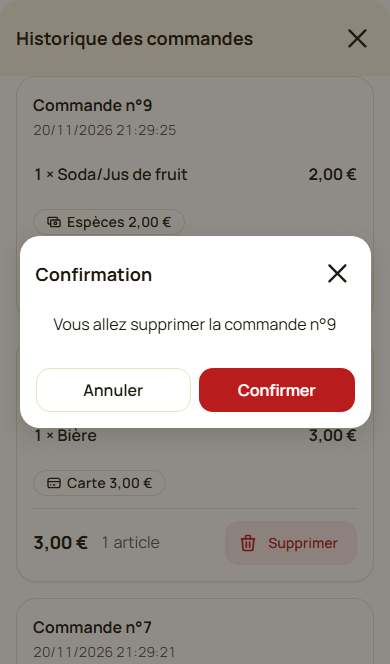 Historique des commandes
Commande n°9
20/11/2026 21:29:25
1 × Soda/Jus de fruit 2,00 €
Espèces 2,00 €
Confirmation
Vous allez supprimer la commande n°9
Annuler Confirmer
1 × Bière 3,00 €
Carte 3,00 €
3,00 € 1 article Supprimer
Commande n°7
20/11/2026 21:29:21